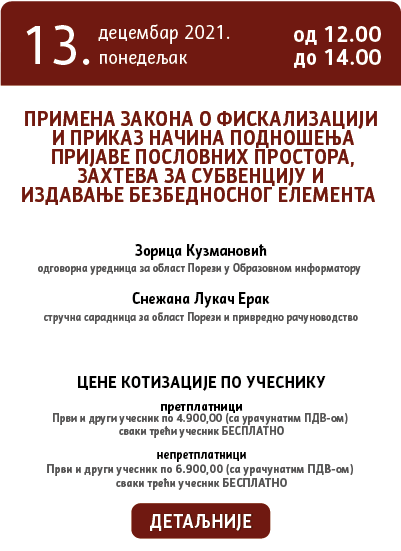 13.
децембар 2021.
понедељак
од 12.00
до 14.00
ПРИМЕНА ЗАКОНА О ФИСКАЛИЗАЦИЈИ
И ПРИКАЗ НАЧИНА ПОДНОШЕЊА
ПРИЈАВЕ ПОСЛОВНИХ ПРОСТОРА,
ЗАХТЕВА ЗА СУБВЕНЦИЈУ И
ИЗДАВАЊЕ БЕЗБЕДНОСНОГ ЕЛЕМЕНТА
Зорица Кузмановић
одговорна уредница за област Порези у Образовном информатору
Снежана Лукач Ерак
стручна сарадница за област Порези и привредно рачуноводство
ЦЕНЕ КОТИЗАЦИЈЕ ПО УЧЕСНИКУ
претплатници
Први и други учесник по 4.900,00 (са урачунатим ПДВ-ом)
сваки трећи учесник БЕСПЛАТНО
непретплатници
Први и други учесник по 6.900,00 (са урачунатим ПДВ-ом)
сваки трећи учесник БЕСПЛАТНО
ДЕТАЉНИЈЕ